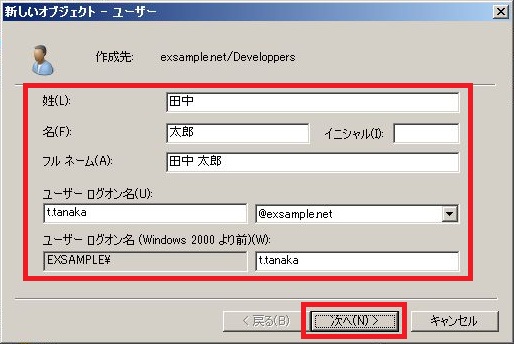 新しいオブジェクト - ユーザー
作成先: exsample.net/Developpers
姓(L): 田中
名(F): 太郎 イニシャル(I):
フル ネーム(A): 田中 太郎
ユーザー ログオン名(U):
t.tanaka @exsample.net
ユーザー ログオン名 (Windows 2000 より前)(W):
EXSAMPLE¥ t.tanaka
< 戻る(B) 次へ(N) > キャンセル